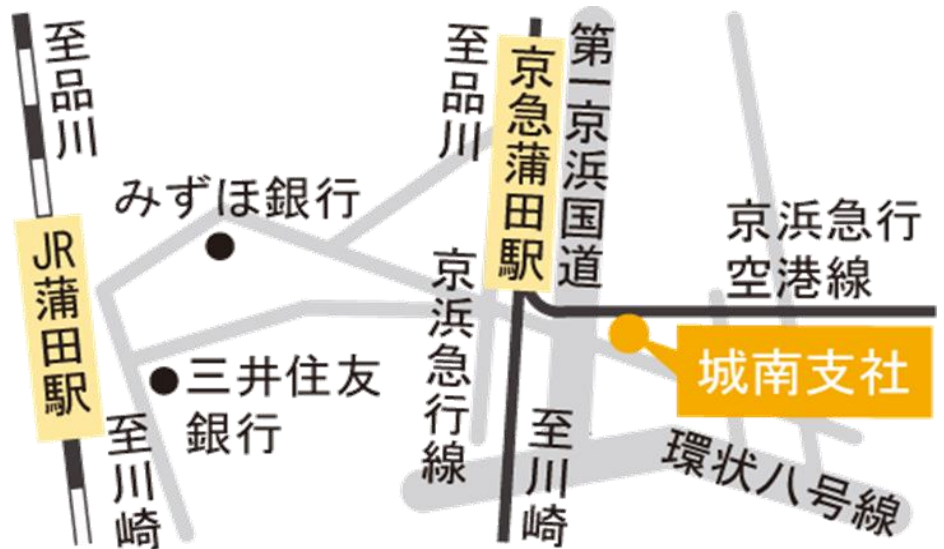 至品川
JR蒲田駅
至川崎
みずほ銀行
三井住友
銀行
至品川
京急蒲田駅
第一京浜国道
京浜急行線
至川崎
京浜急行
空港線
城南支社
環状八号線